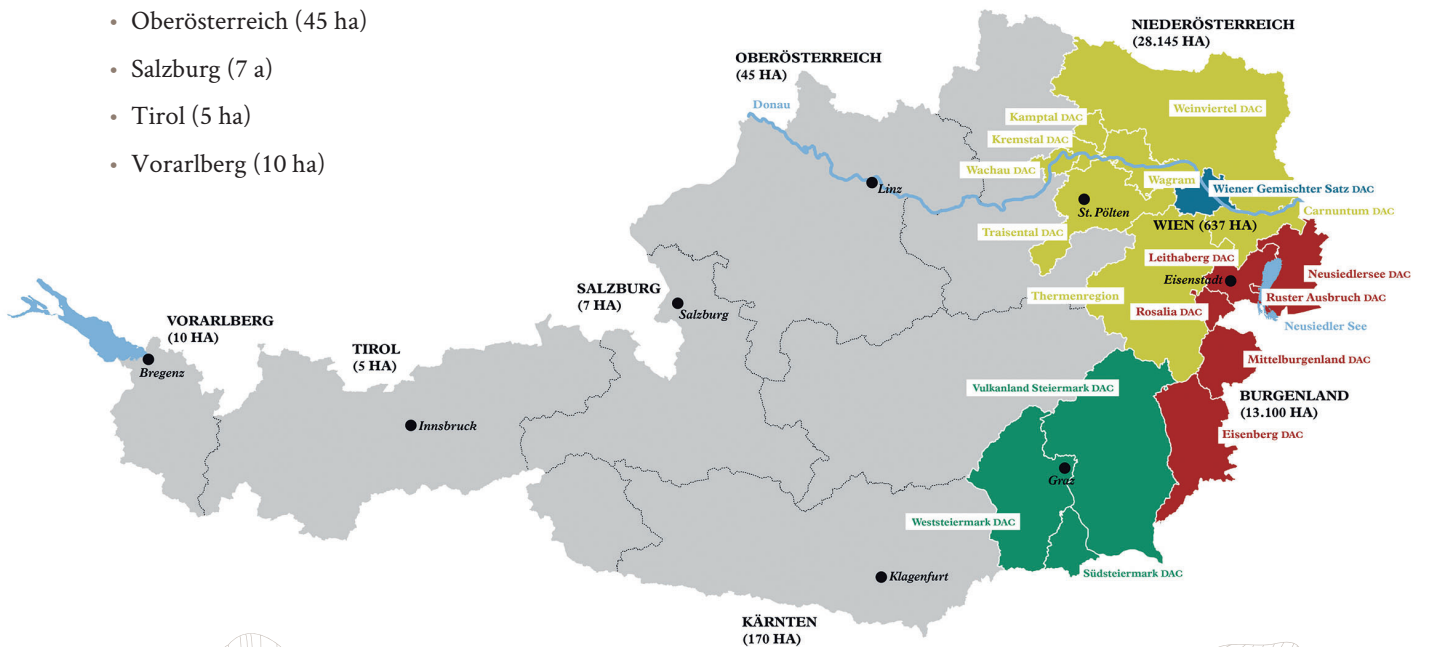 • Oberösterreich (45 ha)
• Salzburg (7 a)
• Tirol (5 ha)
• Vorarlberg (10 ha)
NIEDERÖSTERREICH
(28.145 HA)
OBERÖSTERREICH
(45 HA)
Donau
Weinviertel DAC
Kamptal DAC
Kremstal DAC
Wachau DAC
Wagram
Linz
Wiener Gemischter Satz DAC
St. Pölten
Carnuntum DAC
Traisental DAC
WIEN (637 HA)
Leithaberg DAC
Neusiedlersee DAC
Eisenstadt
SALZBURG
(7 HA)
Thermenregion
Ruster Ausbruch DAC
Salzburg
Rosalia DAC
Neusiedler See
VORARLBERG
(10 HA)
TIROL
(5 HA)
Mittelburgenland DAC
Bregenz
Vulkanland Steiermark DAC
BURGENLAND
(13.100 HA)
Innsbruck
Eisenberg DAC
Graz
Weststeiermark DAC
Südsteiermark DAC
Klagenfurt
KÄRNTEN
(170 HA)